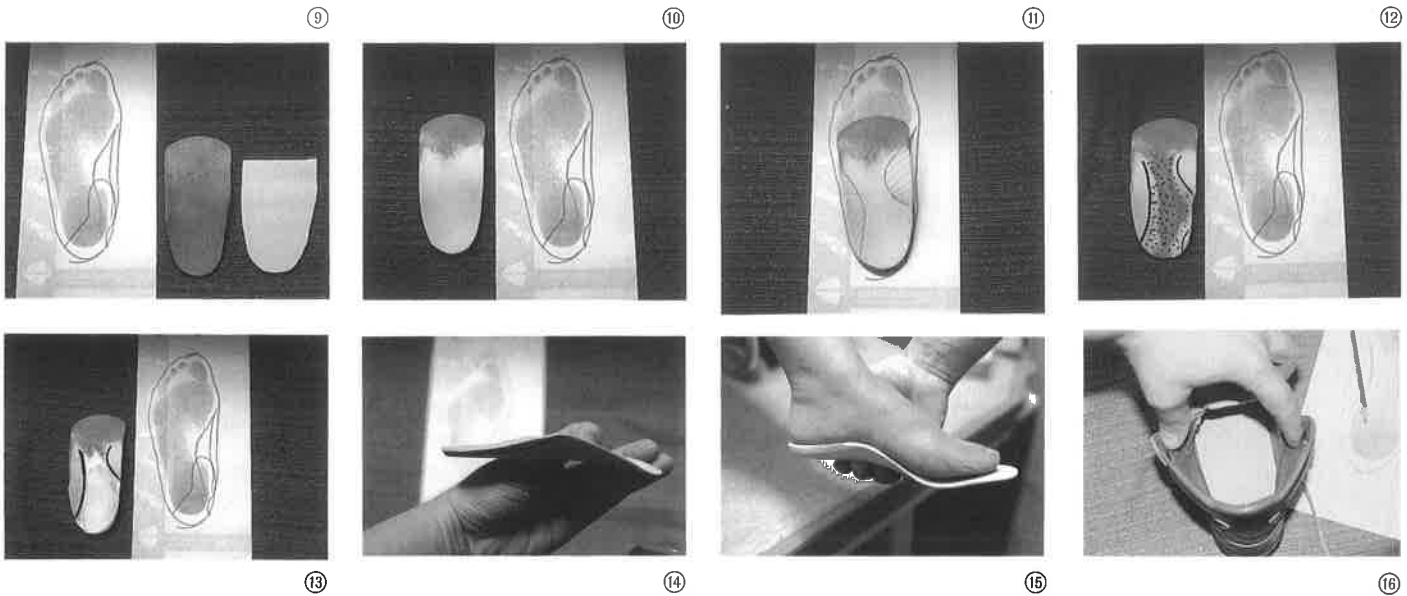 ⑨ ⑩ ⑪ ⑫
⑬ ⑭ ⑮ ⑯